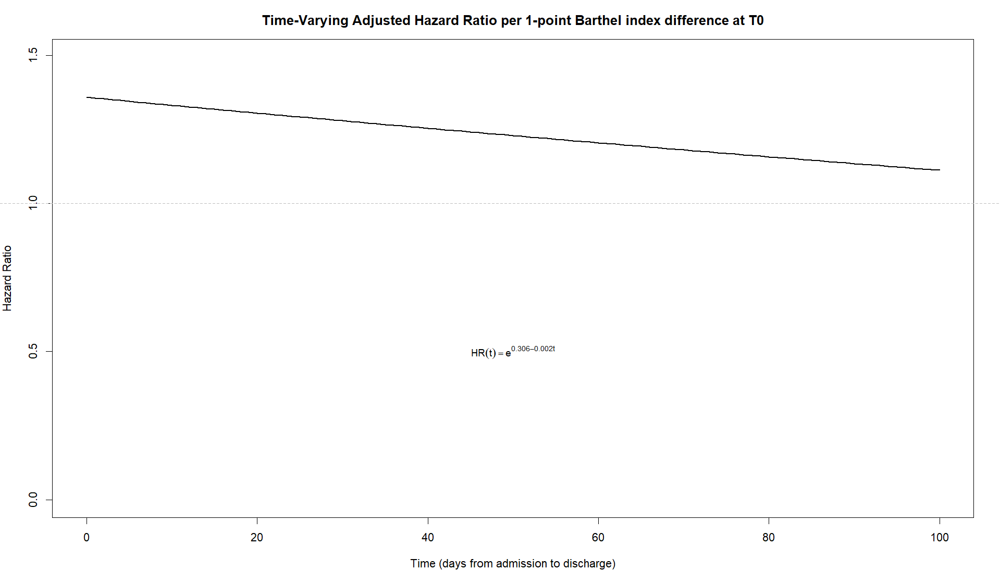 Time-Varying Adjusted Hazard Ratio per 1-point Barthel index difference at T0
1.5
1.0
0.5
0.0
Hazard Ratio
HR(t) = e^0.306−0.002t
0 20 40 60 80 100
Time (days from admission to discharge)